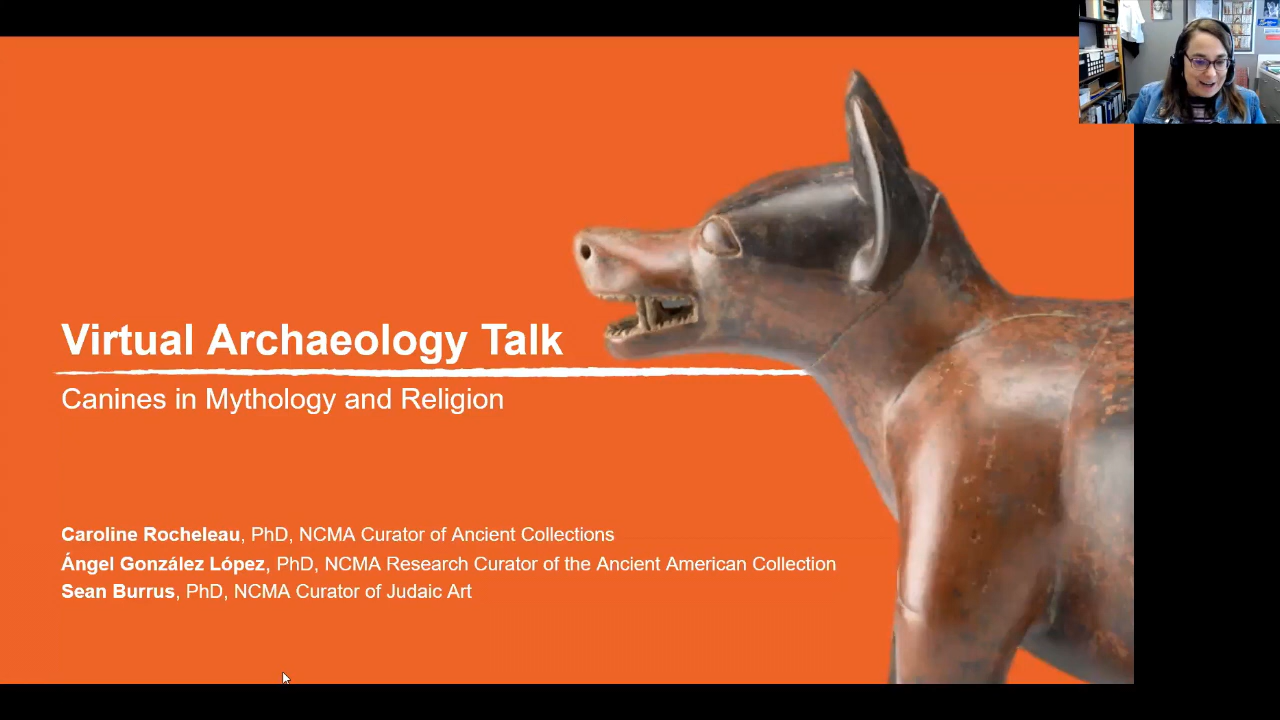 Virtual Archaeology Talk
Canines in Mythology and Religion
Caroline Rocheleau, PhD, NCMA Curator of Ancient Collections
Ángel González López, PhD, NCMA Research Curator of the Ancient American Collection
Sean Burrus, PhD, NCMA Curator of Judaic Art